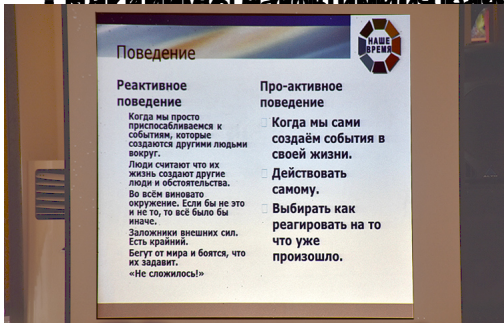 Поведение
НАШЕ
ВРЕМЯ
Реактивное
поведение
Когда мы просто
приспосабливаемся к
событиям, которые
создаются другими людьми
вокруг.
Люди считают что их
жизнь создают другие
люди и обстоятельства.
Во всём виновато
окружение. Если бы не это
и не то, то всё было бы
иначе.
Заложники внешних сил.
Есть крайний.
Бегут от мира и боятся, что
их задавит.
«Не сложилось!»
Про-активное
поведение
Когда мы сами
создаём события в
своей жизни.
Действовать
самому.
Выбирать как
реагировать на то
что уже
произошло.